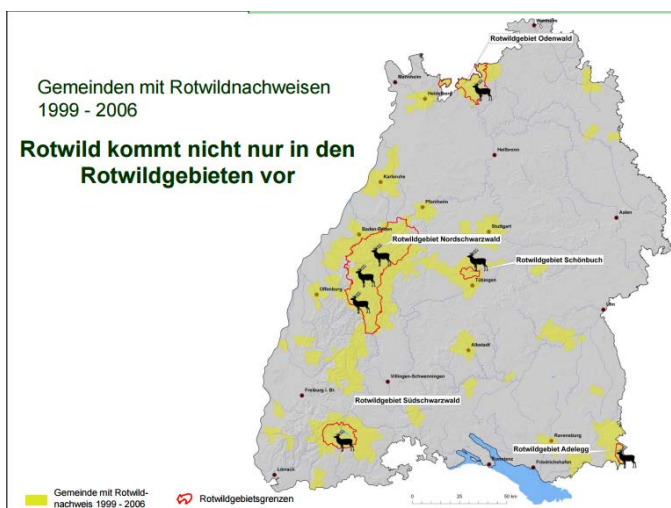 Wertheim
Rotwildgebiet Odenwald
Mannheim
Gemeinden mit Rotwildnachweisen
1999 - 2006
Heidelberg
Rotwild kommt nicht nur in den
Rotwildgebieten vor
Heilbronn
Karlsruhe
Pforzheim
Aalen
Baden-Baden
Stuttgart
Rotwildgebiet Nordschwarzwald
Rotwildgebiet Schönbuch
Tübingen
Offenburg
Ulm
Albstadt
Villingen-Schwenningen
Freiburg i. Br.
Rotwildgebiet Südschwarzwald
Ravensburg
Rotwildgebiet Adelegg
Konstanz
Friedrichshafen
Lörrach
Gemeinde mit Rotwild-
nachweis 1999 - 2006
Rotwildgebietsgrenzen
0 25 50 km